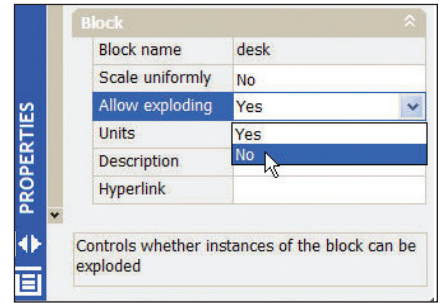 Block
Block name desk
Scale uniformly No
Allow exploding Yes
Units Yes
No
Description
Hyperlink
Controls whether instances of the block can be
exploded
PROPERTIES